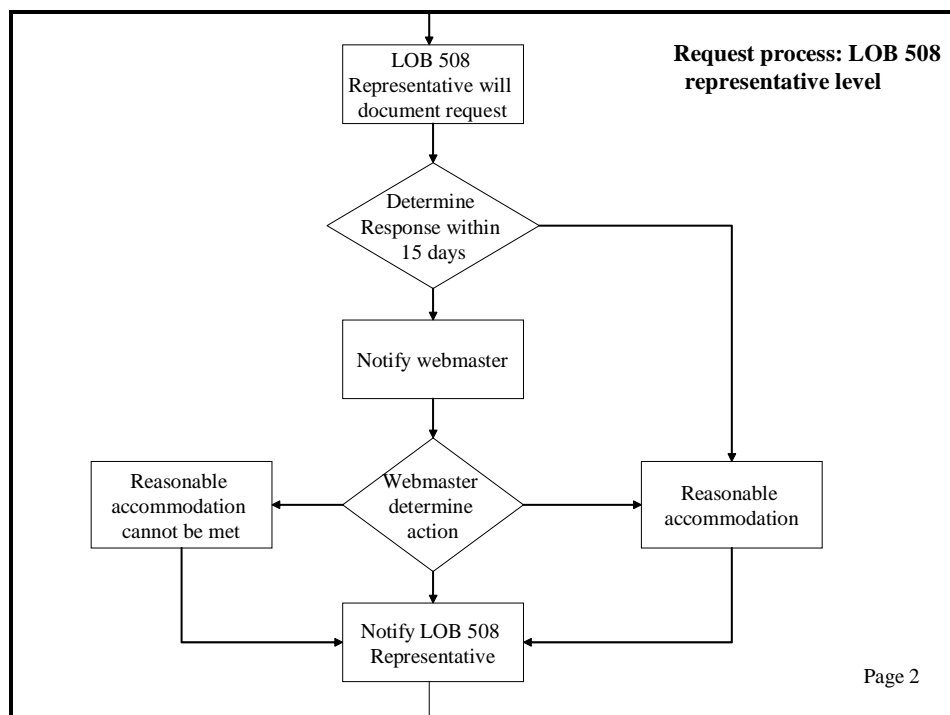 Request process: LOB 508
representative level
LOB 508
Representative will
document request
Determine
Response within
15 days
Notify webmaster
Webmaster
determine
action
Reasonable
accommodation
cannot be met
Reasonable
accommodation
Notify LOB 508
Representative
Page 2